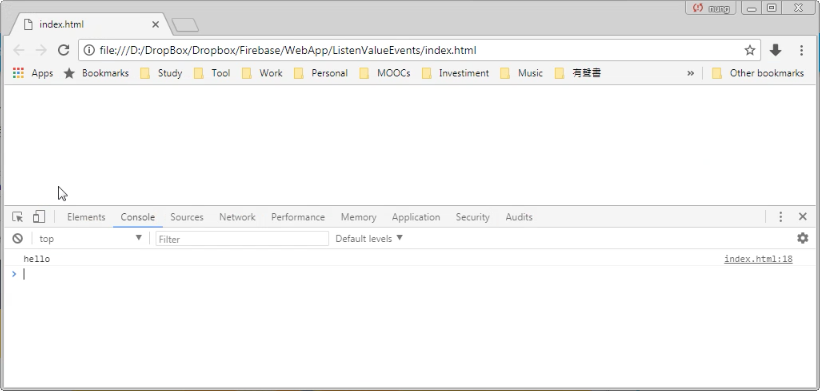 nung
index.html
file:///D:/DropBox/Dropbox/Firebase/WebApp/ListenValueEvents/index.html
Apps Bookmarks Study Tool Work Personal MOOCs Investiment Music 有聲書 » Other bookmarks
Elements Console Sources Network Performance Memory Application Security Audits
top Filter Default levels
hello index.html:18
>